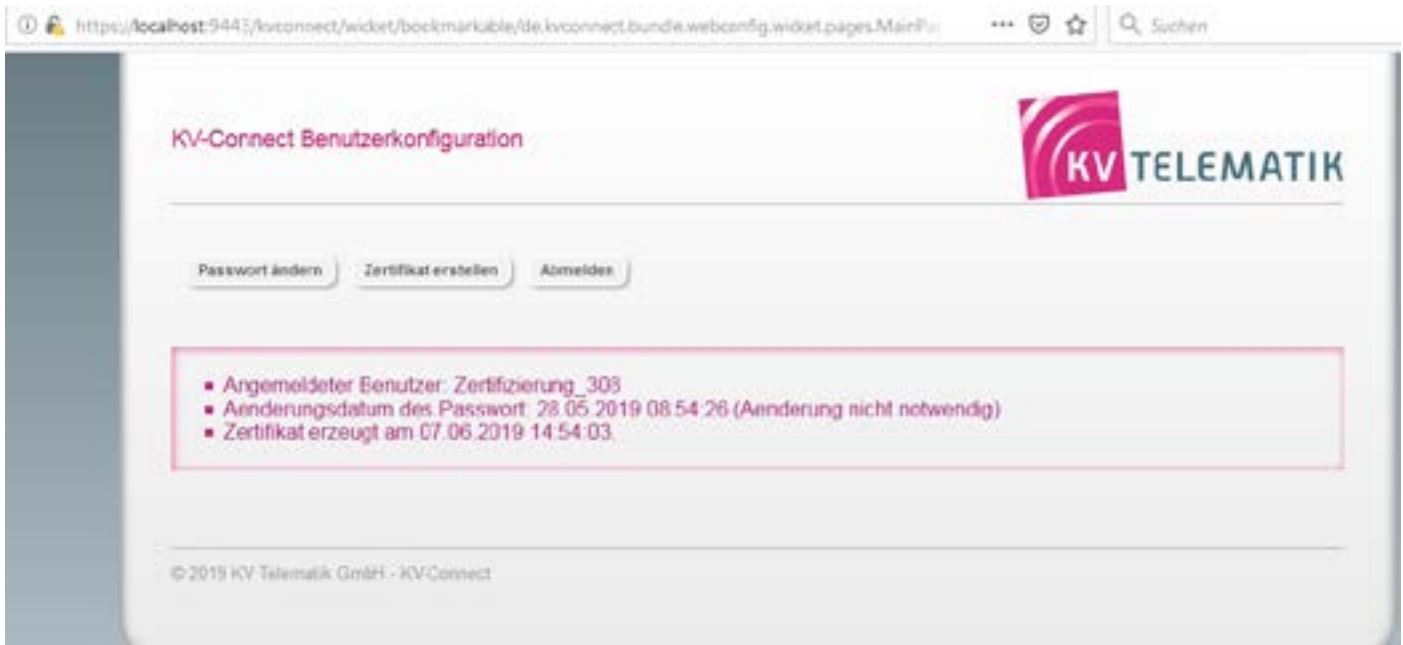 https://localhost:9443/kvconnect/wicket/bookmarkable/de.kvconnect.bundle.webconfig.wicket.pages.MainPa
Suchen
KV-Connect Benutzerkonfiguration
KV TELEMATIK
Passwort ändern Zertifikat erstellen Abmelden
Angemeldeter Benutzer: Zertifizierung_308
Aenderungsdatum des Passwort: 28.05.2019 08:54:26 (Aenderung nicht notwendig)
Zertifikat erzeugt am 07.06.2019 14:54:03.
© 2019 KV Telematik GmbH - KV-Connect